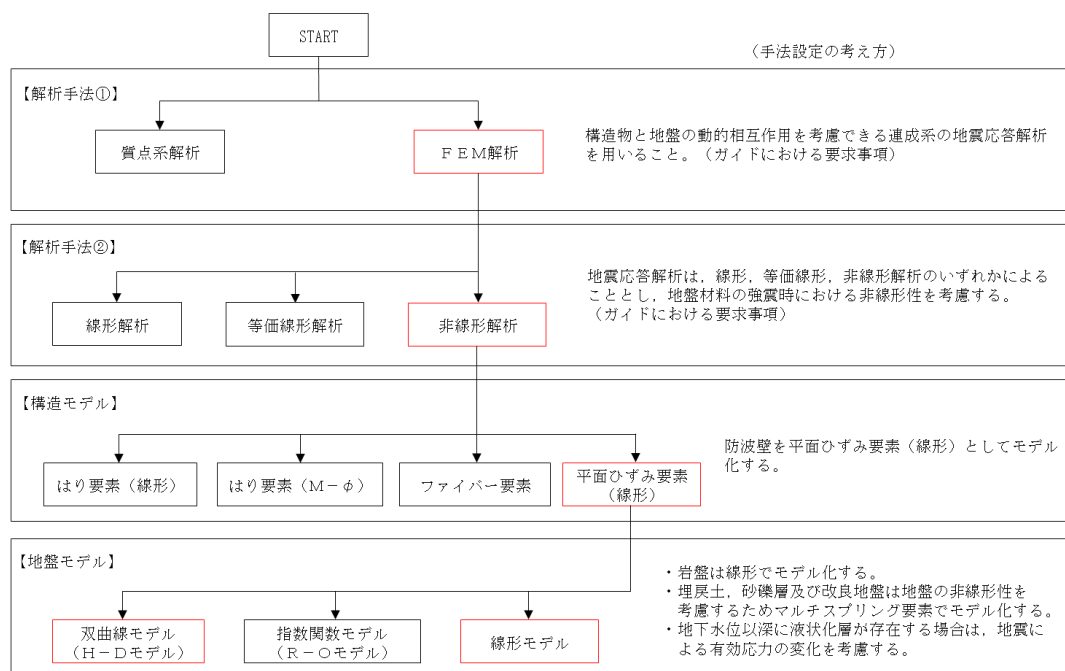 START
（手法設定の考え方）
【解析手法①】
質点系解析
ＦＥＭ解析
構造物と地盤の動的相互作用を考慮できる連成系の地震応答解析
を用いること。（ガイドにおける要求事項）
【解析手法②】
線形解析
等価線形解析
非線形解析
地震応答解析は，線形，等価線形，非線形解析のいずれかによる
こととし，地盤材料の強震時における非線形性を考慮する。
（ガイドにおける要求事項）
【構造モデル】
はり要素（線形）
はり要素（Ｍ－φ）
ファイバー要素
平面ひずみ要素
（線形）
防波壁を平面ひずみ要素（線形）としてモデル
化する。
【地盤モデル】
双曲線モデル
（Ｈ－Ｄモデル）
指数関数モデル
（Ｒ－Ｏモデル）
線形モデル
・岩盤は線形でモデル化する。
・埋戻土，砂礫層及び改良地盤は地盤の非線形性を
考慮するためマルチスプリング要素でモデル化する。
・地下水位以深に液状化層が存在する場合は，地震に
よる有効応力の変化を考慮する。